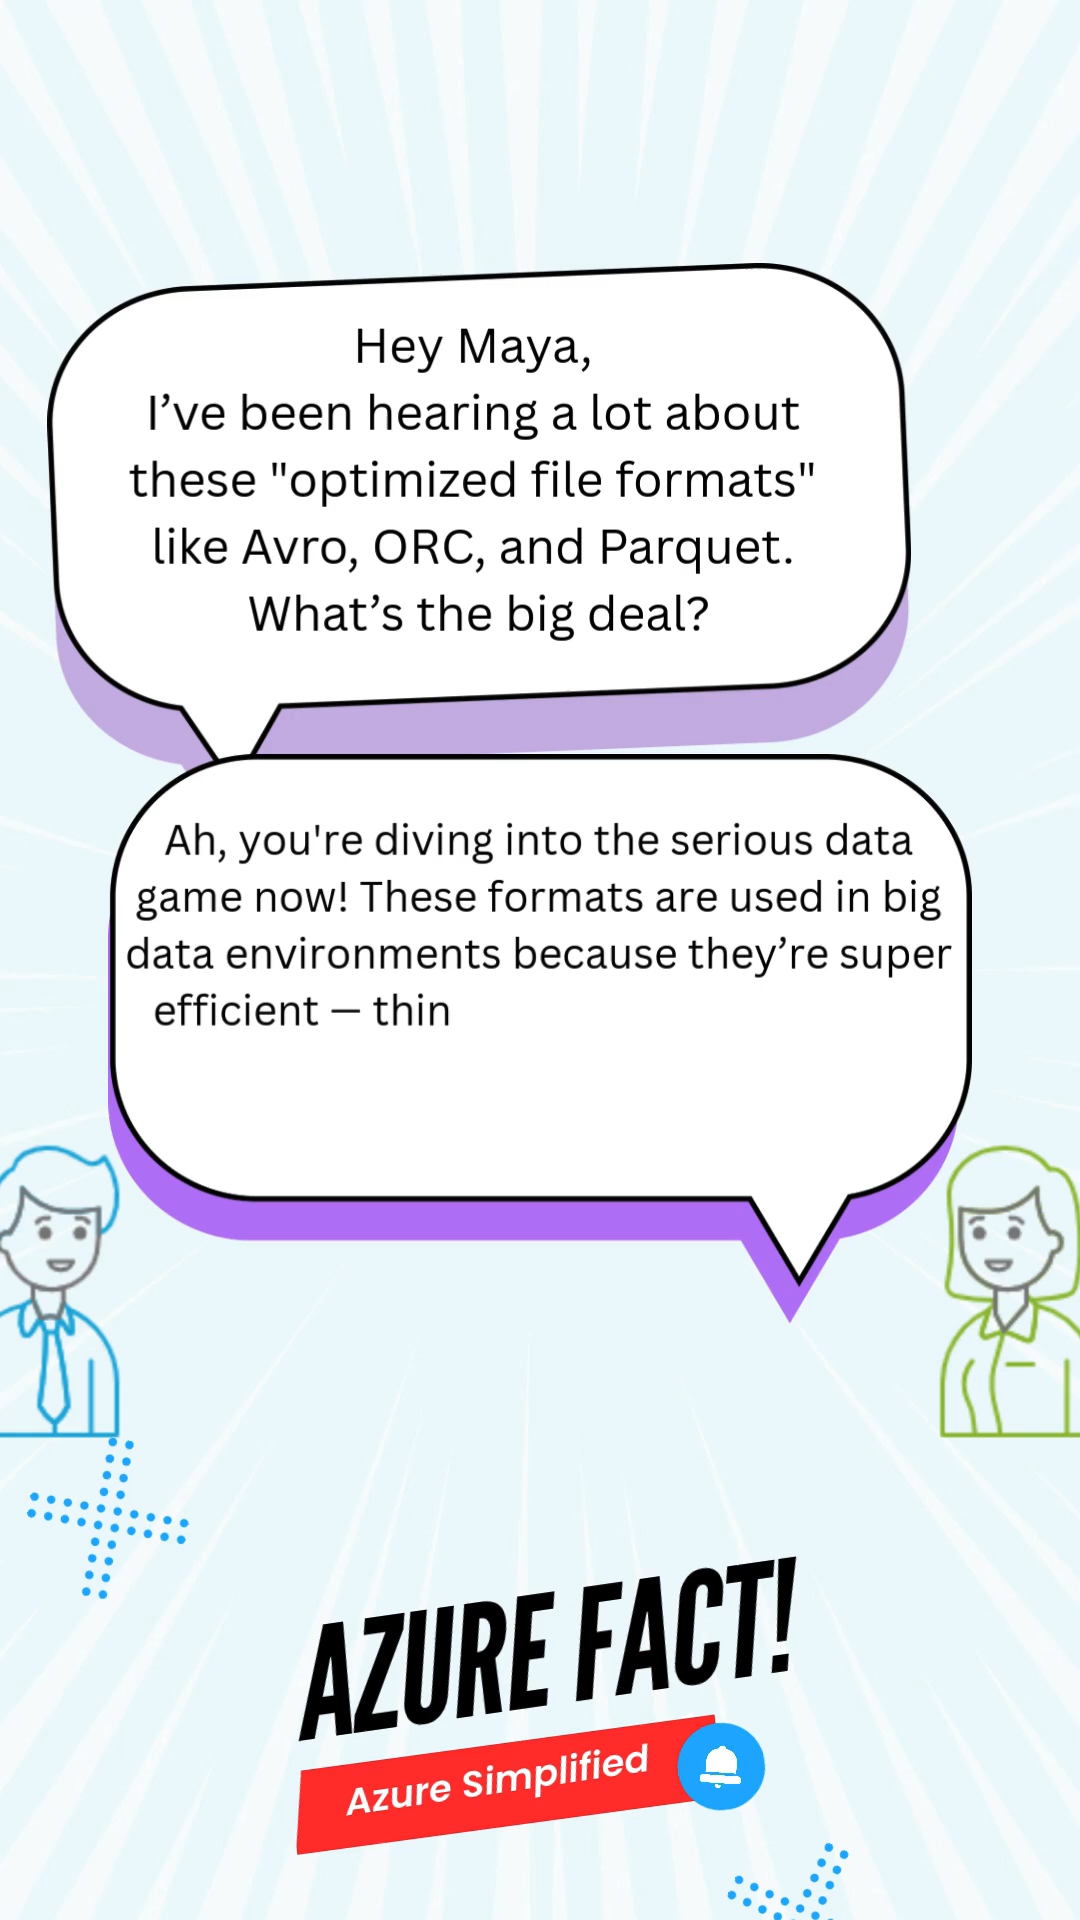 Hey Maya,
I’ve been hearing a lot about
these "optimized file formats"
like Avro, ORC, and Parquet.
What’s the big deal?
Ah, you're diving into the serious data
game now! These formats are used in big
data environments because they’re super
efficient — thin
AZURE FACT!
Azure Simplified